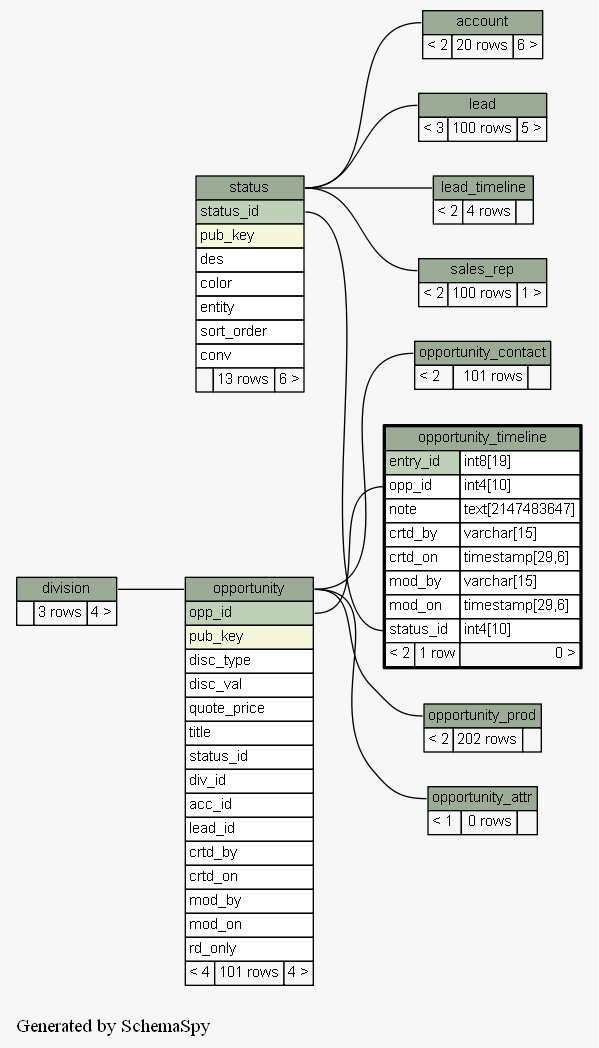 account
< 2 20 rows 6 >
lead
< 3 100 rows 5 >
status
status_id
pub_key
des
color
entity
sort_order
conv
13 rows 6 >
lead_timeline
< 2 4 rows
sales_rep
< 2 100 rows 1 >
opportunity_contact
< 2 101 rows
opportunity_timeline
entry_id int8[19]
opp_id int4[10]
note text[2147483647]
crtd_by varchar[15]
crtd_on timestamp[29,6]
mod_by varchar[15]
mod_on timestamp[29,6]
status_id int4[10]
< 2 1 row 0 >
division
3 rows 4 >
opportunity
opp_id
pub_key
disc_type
disc_val
quote_price
title
status_id
div_id
acc_id
lead_id
crtd_by
crtd_on
mod_by
mod_on
rd_only
< 4 101 rows 4 >
opportunity_prod
< 2 202 rows
opportunity_attr
< 1 0 rows
Generated by SchemaSpy